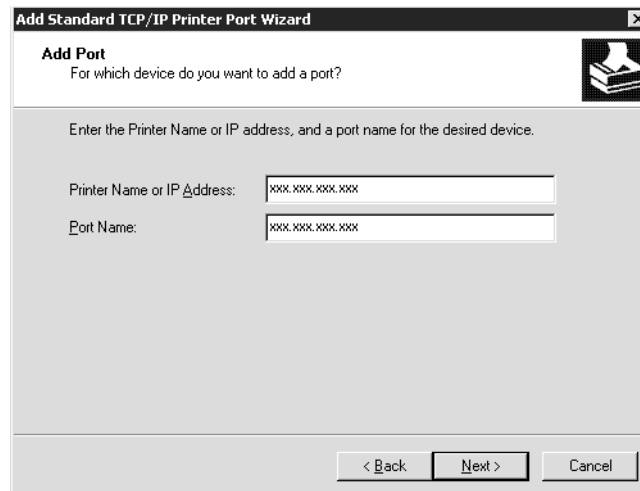 Add Standard TCP/IP Printer Port Wizard
Add Port
For which device do you want to add a port?
Enter the Printer Name or IP address, and a port name for the desired device.
Printer Name or IP Address: xxx.xxx.xxx.xxx
Port Name: xxx.xxx.xxx.xxx
< Back Next > Cancel